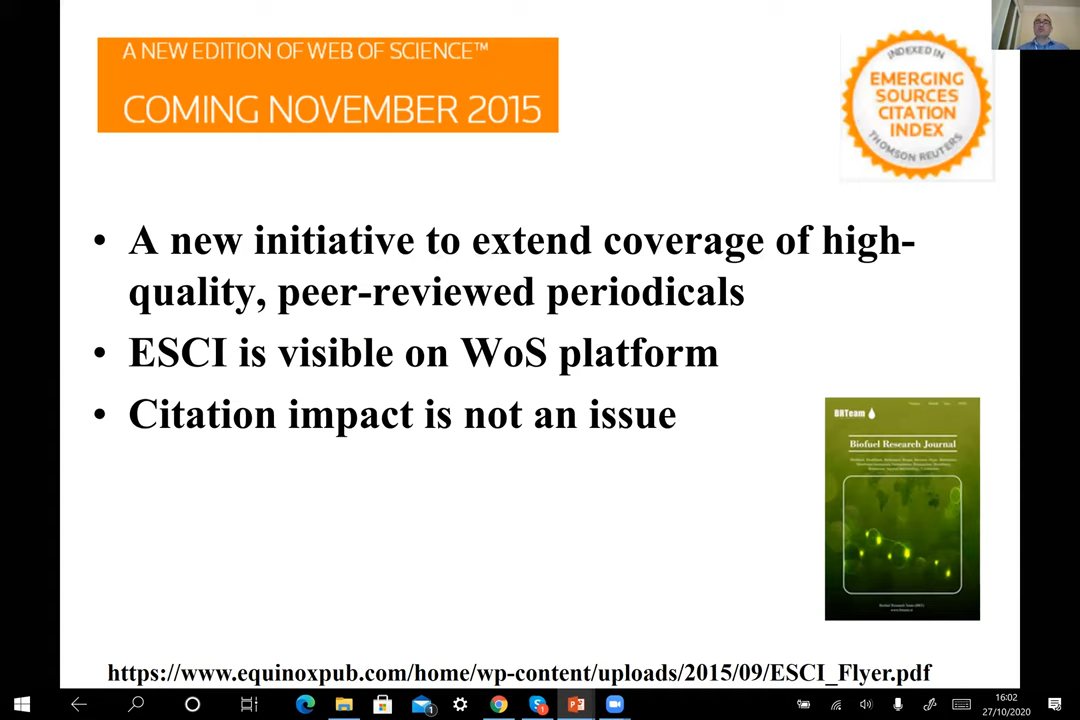 A NEW EDITION OF WEB OF SCIENCE™
COMING NOVEMBER 2015
INDEXED IN
EMERGING
SOURCES
CITATION
INDEX
THOMSON REUTERS
• A new initiative to extend coverage of high-
quality, peer-reviewed periodicals
• ESCI is visible on WoS platform
• Citation impact is not an issue
BRTeam
Biofuel Research Journal
https://www.equinoxpub.com/home/wp-content/uploads/2015/09/ESCI_Flyer.pdf
16:02
27/10/2020